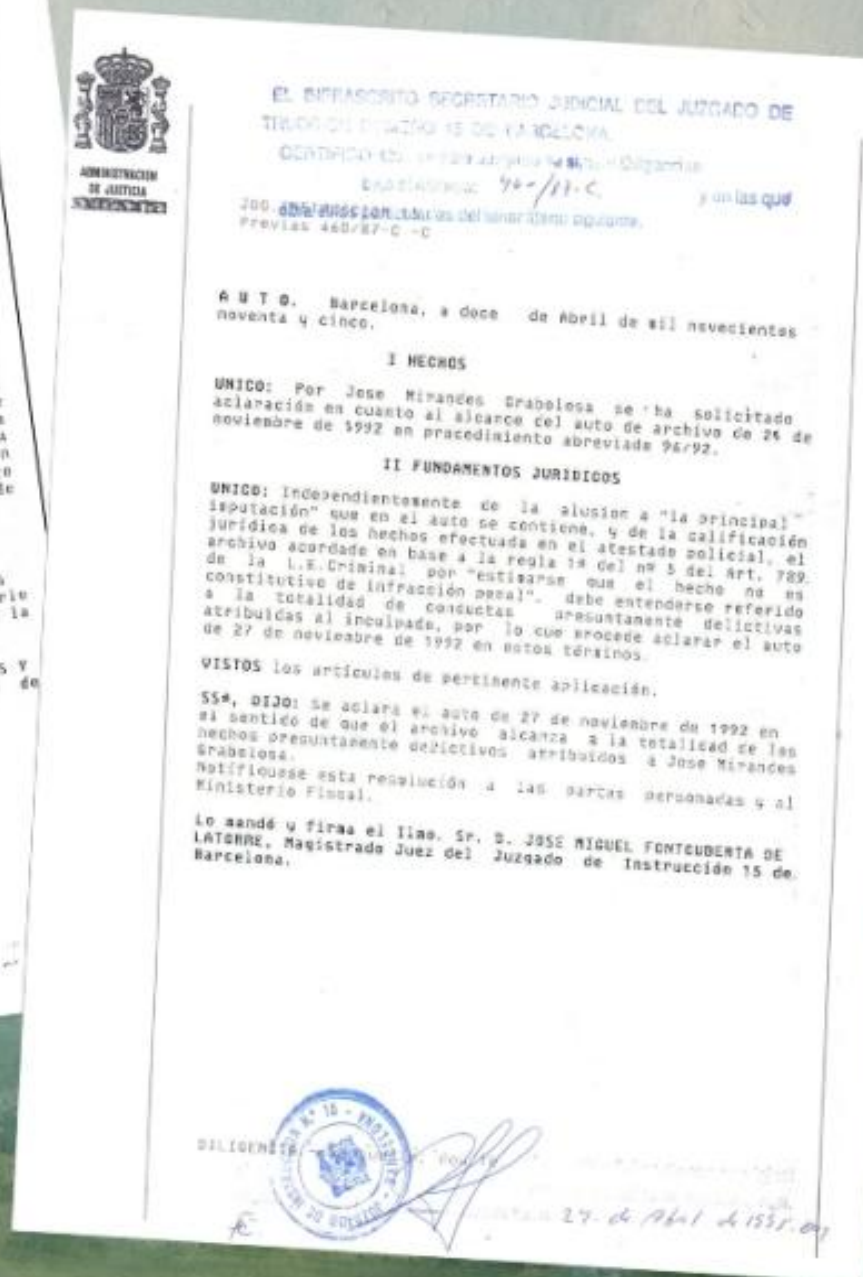 ADMINISTRACION
DE JUSTICIA
EL INFRASCRITO SECRETARIO JUDICIAL DEL JUZGADO DE
15 DE BARCELONA
CERTIFICO
y en las que
Previas 460/87-C -C
A U T O. Barcelona, a doce de Abril de mil novecientos
noventa y cinco.
I HECHOS
UNICO: Por Jose Mirandes Grabolosa se ha solicitado
aclaración en cuanto al alcance del auto de archivo de
noviembre de 1992 en procedimiento abreviado 96/92.
II FUNDAMENTOS JURIDICOS
UNICO: Independientemente de la alusion a "la principal
imputación" que en el auto se contiene, y de la calificación
jurídica de los hechos efectuada en el atestado policial, el
archivo acordado en base a la regla 1ª del nº 5 del Art. 789
de la L.E.Criminal por "estimarse que el hecho no es
constitutivo de infracción penal", debe entenderse referido
a la totalidad de conductas presuntamente delictivas
atribuidas al inculpado, por lo que procede aclarar el auto
de 27 de noviembre de 1992 en estos términos.
VISTOS los artículos de pertinente aplicación.
SSª, DIJO: Se aclara el auto de 27 de noviembre de 1992 en
el sentido de que el archivo alcanza a la totalidad de los
hechos presuntamente delictivos atribuidos a Jose Mirandes
Grabolosa.
Notifíquese esta resolución a las partes personadas y al
Ministerio Fiscal.
Lo mandó y firma el Ilmo. Sr. D. JOSE MIGUEL FONTCUBERTA DE
LATORRE, Magistrado Juez del Juzgado de Instrucción 15 de
Barcelona.
DILIGENCIA
27 de Abril de